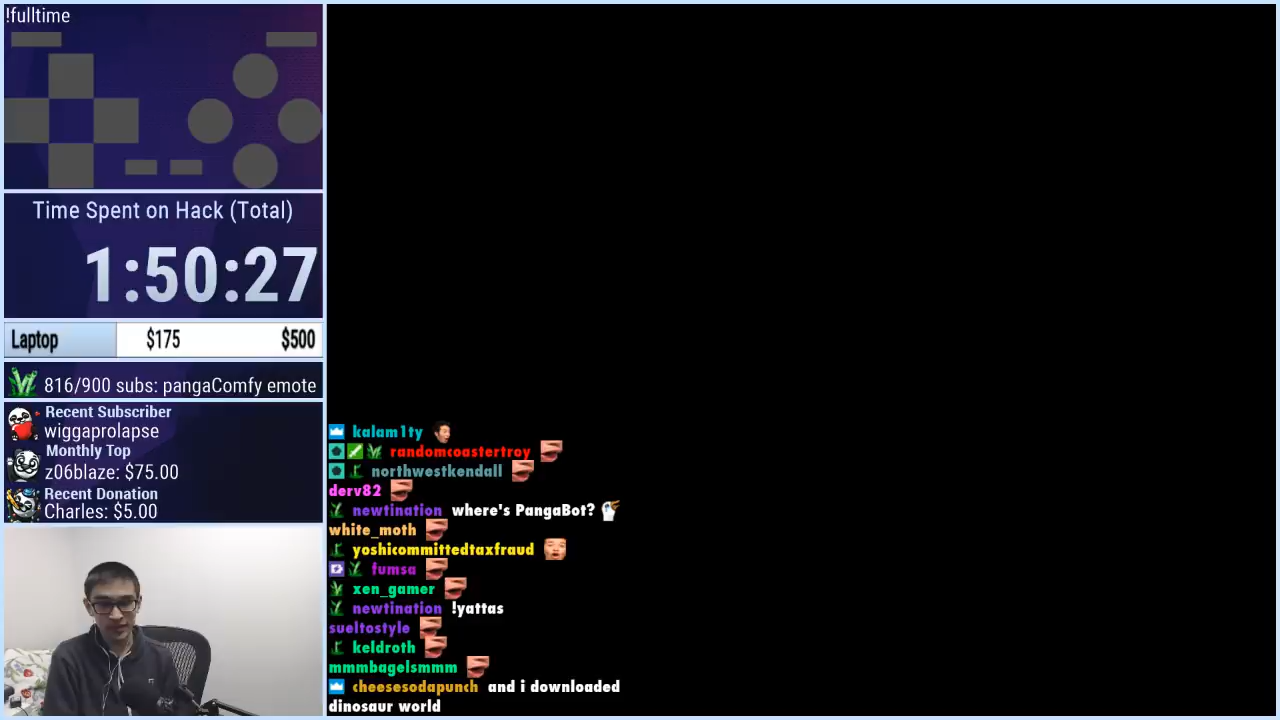 !fulltime
Time Spent on Hack (Total)
1:50:27
Laptop $175 $500
816/900 subs: pangaComfy emote
Recent Subscriber
wiggaprolapse
Monthly Top
z06blaze: $75.00
Recent Donation
Charles: $5.00
kalam1ty
randomcoastertroy
northwestkendall
derv82
newtination where's PangaBot?
white_moth
yoshicommittedtaxfraud
fumsa
xen_gamer
newtination !yattas
sueltostyle
keldroth
mmmbagelsmmm
cheesesodapunch and i downloaded
dinosaur world